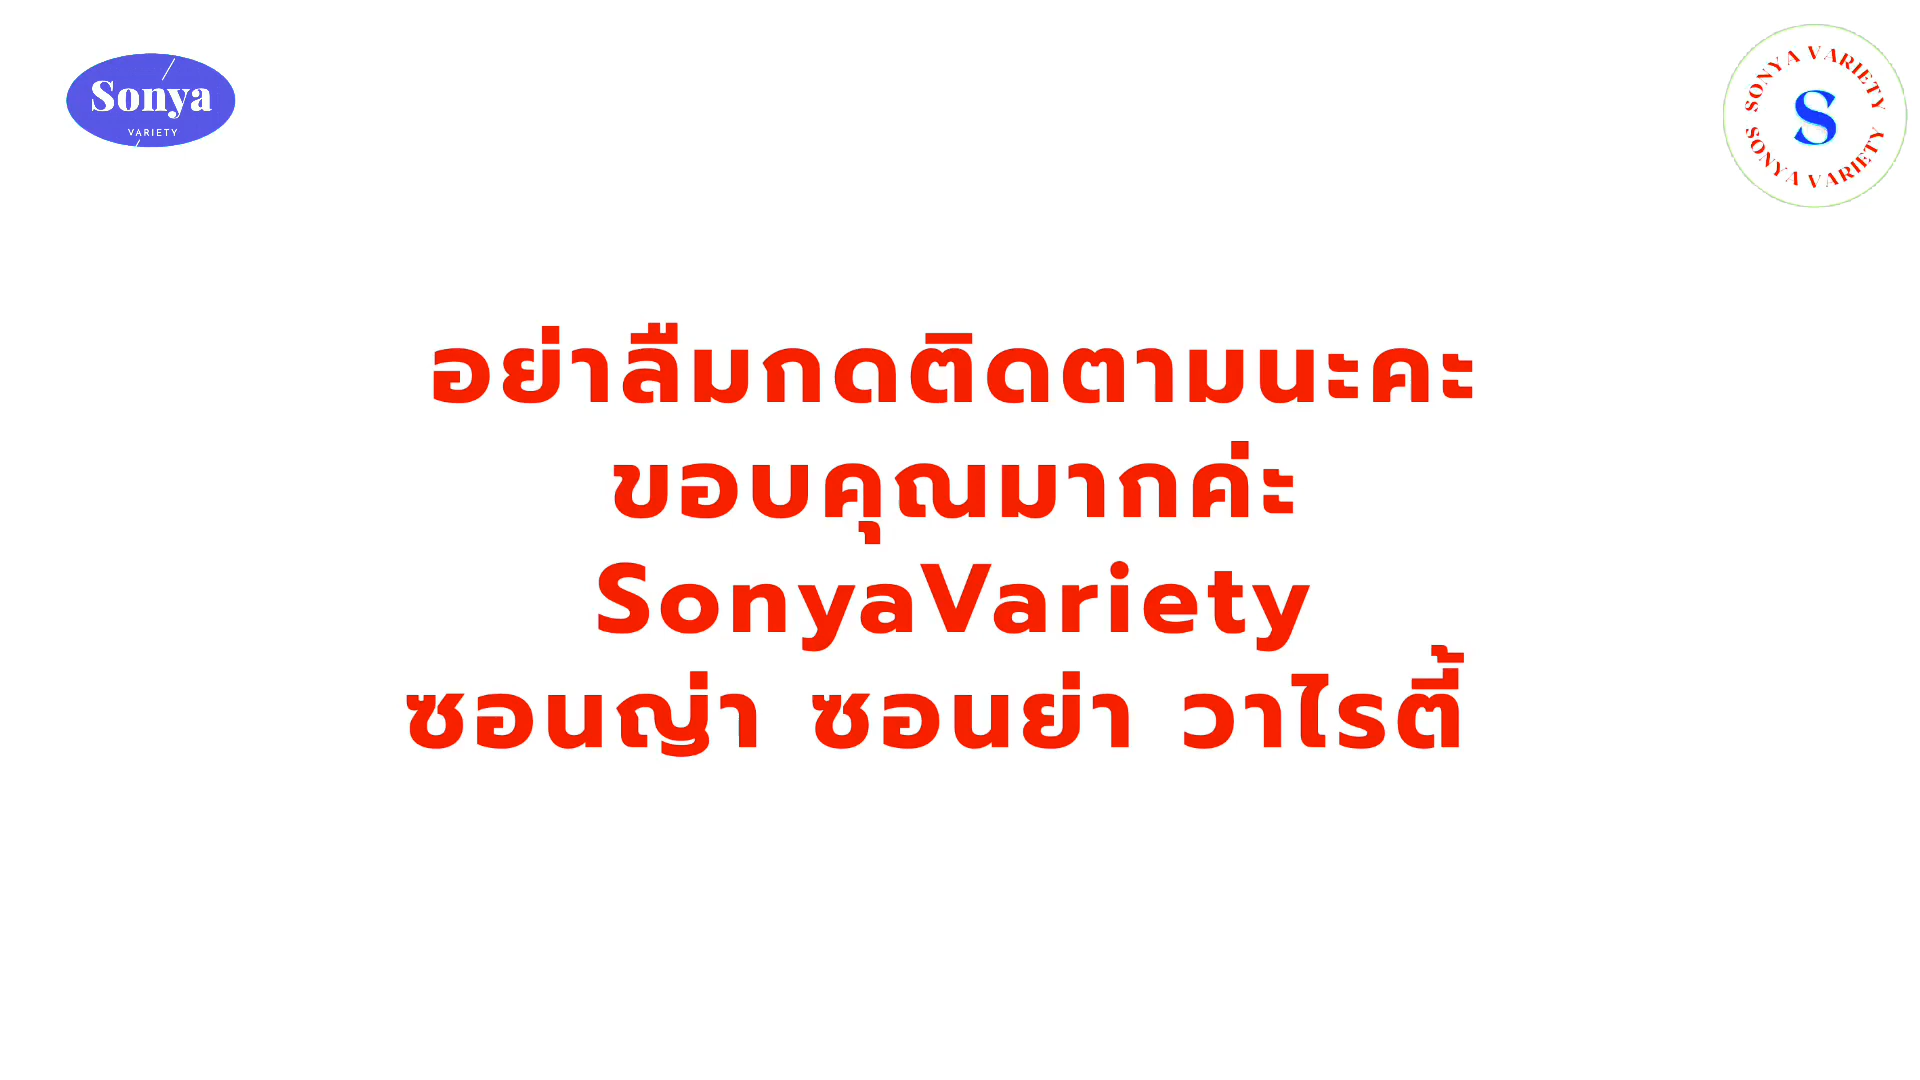 Sonya
VARIETY
SONYA VARIETY
S
SONYA VARIETY
อย่าลืมกดติดตามนะคะ
ขอบคุณมากค่ะ
SonyaVariety
ซอนญ่า ซอนย่า วาไรตี้